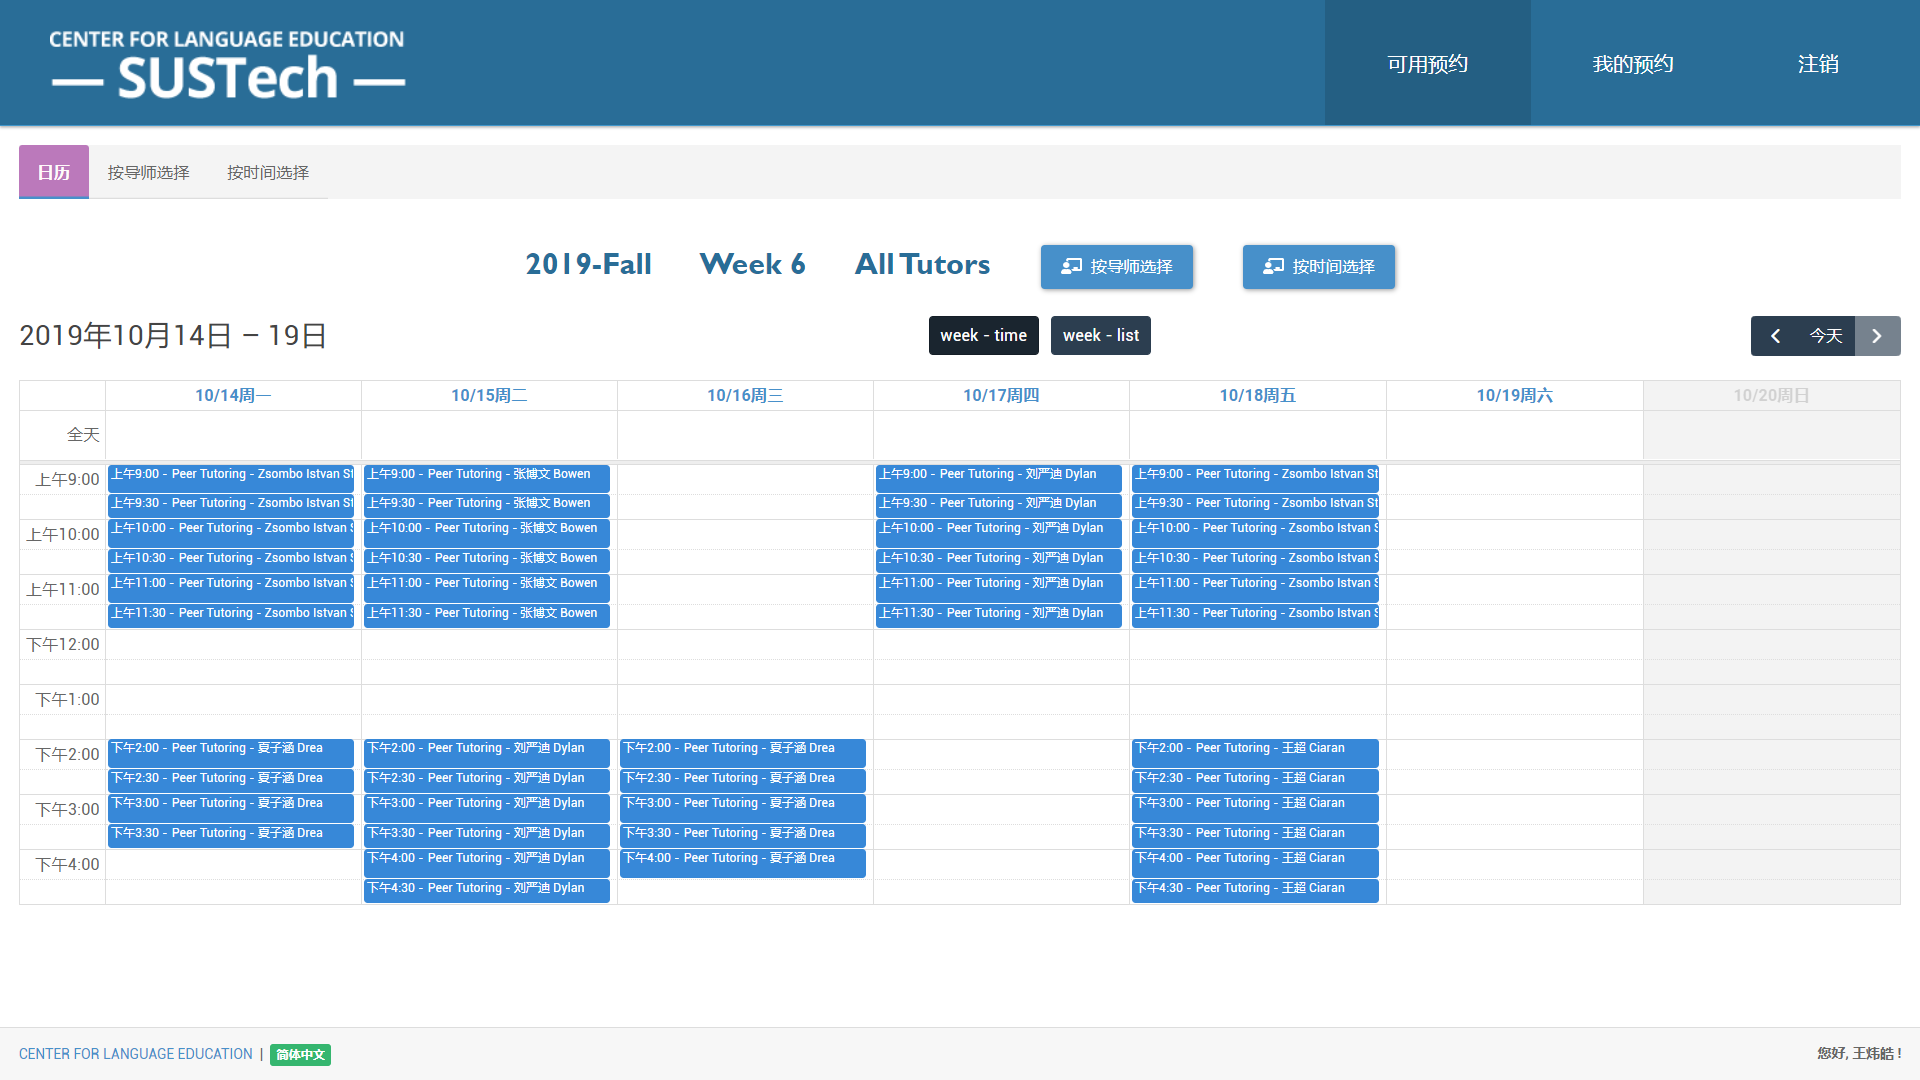 CENTER FOR LANGUAGE EDUCATION
— SUSTech —
可用预约 我的预约 注销
日历 按导师选择 按时间选择
2019-Fall Week 6 All Tutors 按导师选择 按时间选择
2019年10月14日 – 19日 week - time week - list 今天
10/14周一 10/15周二 10/16周三 10/17周四 10/18周五 10/19周六 10/20周日
全天
上午9:00 上午9:00 - Peer Tutoring - Zsombo Istvan St 上午9:00 - Peer Tutoring - 张博文 Bowen 上午9:00 - Peer Tutoring - 刘严迪 Dylan 上午9:00 - Peer Tutoring - Zsombo Istvan St
上午9:30 - Peer Tutoring - Zsombo Istvan St 上午9:30 - Peer Tutoring - 张博文 Bowen 上午9:30 - Peer Tutoring - 刘严迪 Dylan 上午9:30 - Peer Tutoring - Zsombo Istvan St
上午10:00 上午10:00 - Peer Tutoring - Zsombo Istvan S 上午10:00 - Peer Tutoring - 张博文 Bowen 上午10:00 - Peer Tutoring - 刘严迪 Dylan 上午10:00 - Peer Tutoring - Zsombo Istvan S
上午10:30 - Peer Tutoring - Zsombo Istvan S 上午10:30 - Peer Tutoring - 张博文 Bowen 上午10:30 - Peer Tutoring - 刘严迪 Dylan 上午10:30 - Peer Tutoring - Zsombo Istvan S
上午11:00 上午11:00 - Peer Tutoring - Zsombo Istvan S 上午11:00 - Peer Tutoring - 张博文 Bowen 上午11:00 - Peer Tutoring - 刘严迪 Dylan 上午11:00 - Peer Tutoring - Zsombo Istvan S
上午11:30 - Peer Tutoring - Zsombo Istvan S 上午11:30 - Peer Tutoring - 张博文 Bowen 上午11:30 - Peer Tutoring - 刘严迪 Dylan 上午11:30 - Peer Tutoring - Zsombo Istvan S
下午12:00
下午1:00
下午2:00 下午2:00 - Peer Tutoring - 夏子涵 Drea 下午2:00 - Peer Tutoring - 刘严迪 Dylan 下午2:00 - Peer Tutoring - 夏子涵 Drea 下午2:00 - Peer Tutoring - 王超 Ciaran
下午2:30 - Peer Tutoring - 夏子涵 Drea 下午2:30 - Peer Tutoring - 刘严迪 Dylan 下午2:30 - Peer Tutoring - 夏子涵 Drea 下午2:30 - Peer Tutoring - 王超 Ciaran
下午3:00 下午3:00 - Peer Tutoring - 夏子涵 Drea 下午3:00 - Peer Tutoring - 刘严迪 Dylan 下午3:00 - Peer Tutoring - 夏子涵 Drea 下午3:00 - Peer Tutoring - 王超 Ciaran
下午3:30 - Peer Tutoring - 夏子涵 Drea 下午3:30 - Peer Tutoring - 刘严迪 Dylan 下午3:30 - Peer Tutoring - 夏子涵 Drea 下午3:30 - Peer Tutoring - 王超 Ciaran
下午4:00 下午4:00 - Peer Tutoring - 刘严迪 Dylan 下午4:00 - Peer Tutoring - 夏子涵 Drea 下午4:00 - Peer Tutoring - 王超 Ciaran
下午4:30 - Peer Tutoring - 刘严迪 Dylan 下午4:30 - Peer Tutoring - 王超 Ciaran
CENTER FOR LANGUAGE EDUCATION | 简体中文 您好, 王炜皓 !